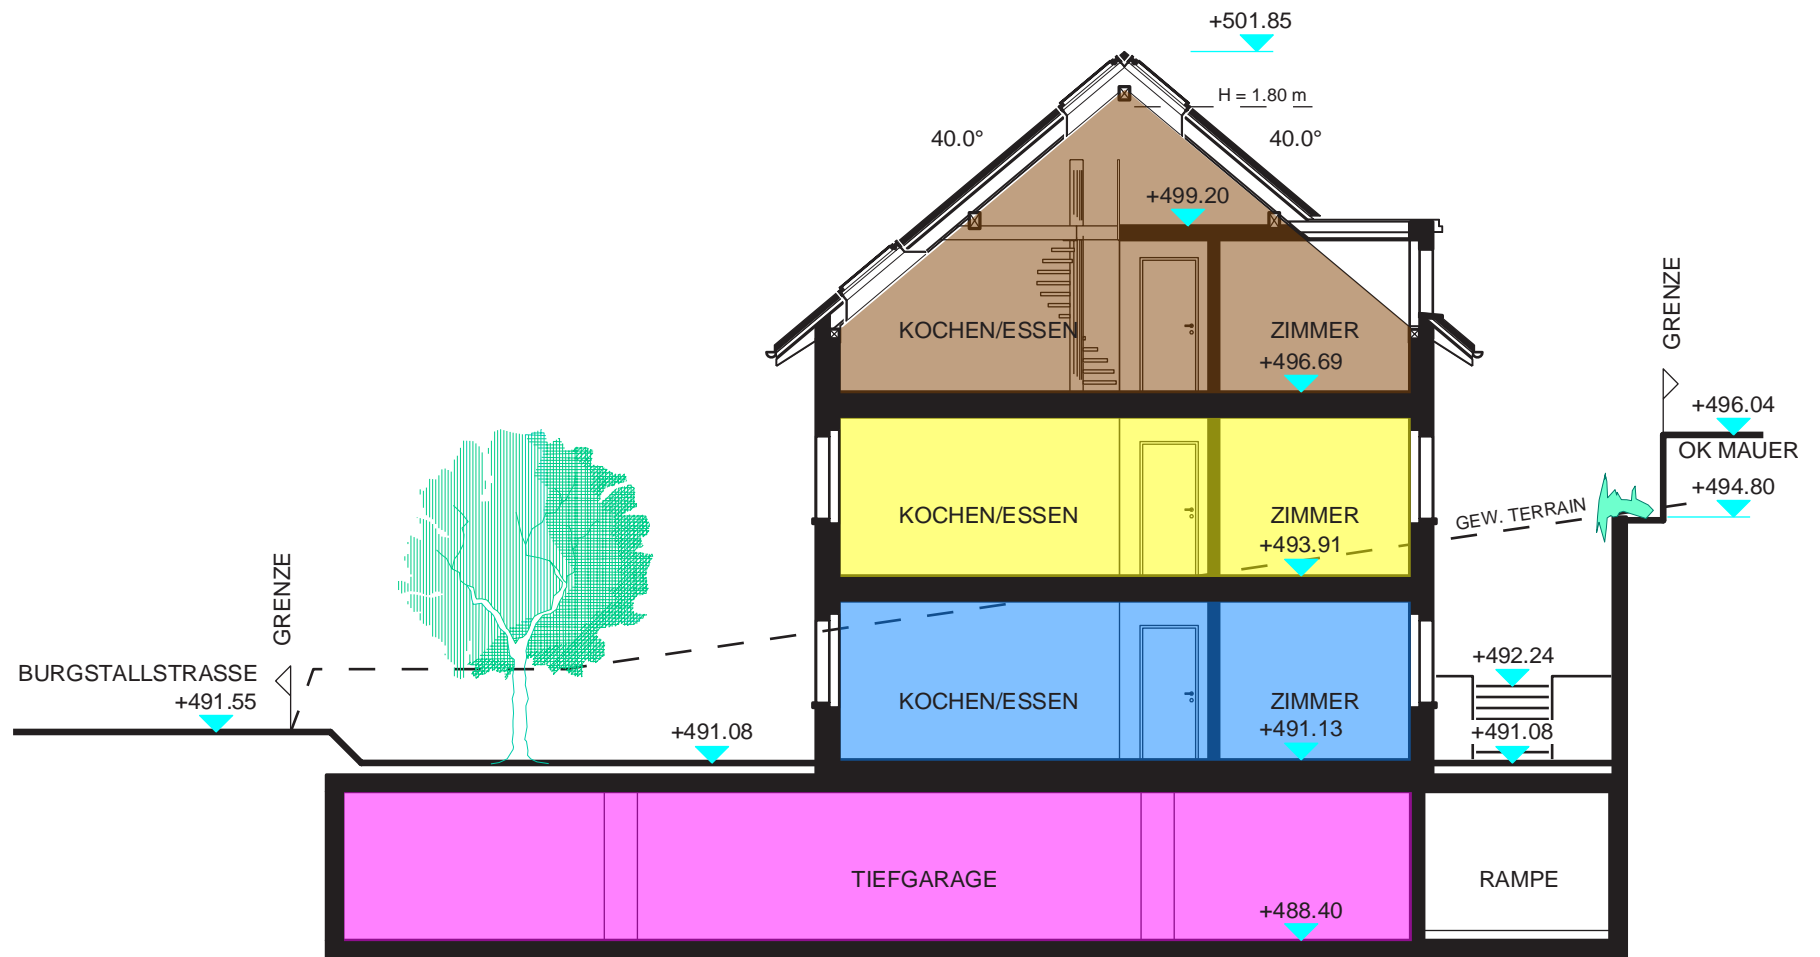 +501.85
H = 1.80 m
40.0°
40.0°
+499.20
GRENZE
KOCHEN/ESSEN
ZIMMER
+496.69
+496.04
OK MAUER
+494.80
GEW. TERRAIN
KOCHEN/ESSEN
ZIMMER
+493.91
GRENZE
BURGSTALLSTRASSE
+491.55
+491.08
KOCHEN/ESSEN
ZIMMER
+491.13
+492.24
+491.08
TIEFGARAGE
RAMPE
+488.40